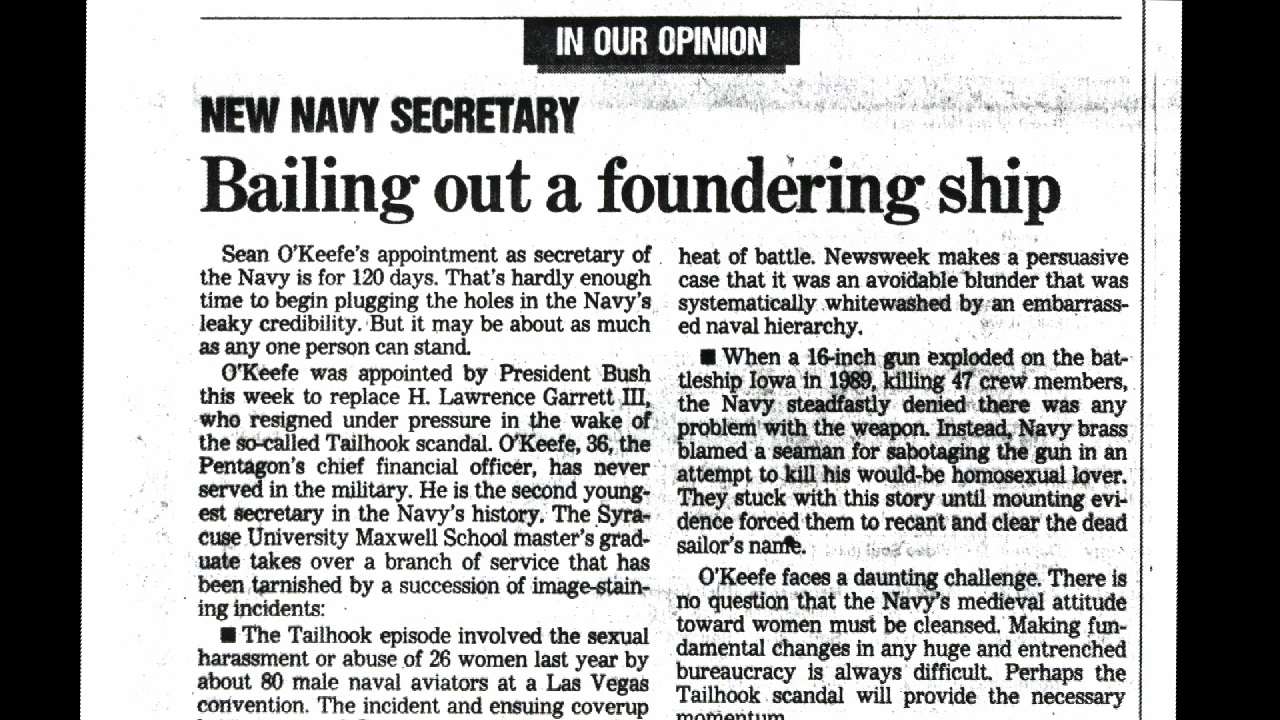 IN OUR OPINION
NEW NAVY SECRETARY
Bailing out a foundering ship
Sean O'Keefe's appointment as secretary of
the Navy is for 120 days. That's hardly enough
time to begin plugging the holes in the Navy's
leaky credibility. But it may be about as much
as any one person can stand.
O'Keefe was appointed by President Bush
this week to replace H. Lawrence Garrett III,
who resigned under pressure in the wake of
the so-called Tailhook scandal. O'Keefe, 36, the
Pentagon's chief financial officer, has never
served in the military. He is the second young-
est secretary in the Navy's history. The Syra-
cuse University Maxwell School master's grad-
uate takes over a branch of service that has
been tarnished by a succession of image-stain-
ing incidents:
■ The Tailhook episode involved the sexual
harassment or abuse of 26 women last year by
about 80 male naval aviators at a Las Vegas
convention. The incident and ensuing coverup
heat of battle. Newsweek makes a persuasive
case that it was an avoidable blunder that was
systematically whitewashed by an embarrass-
ed naval hierarchy.
■ When a 16-inch gun exploded on the bat-
tleship Iowa in 1989, killing 47 crew members,
the Navy steadfastly denied there was any
problem with the weapon. Instead, Navy brass
blamed a seaman for sabotaging the gun in an
attempt to kill his would-be homosexual lover.
They stuck with this story until mounting evi-
dence forced them to recant and clear the dead
sailor's name.
O'Keefe faces a daunting challenge. There is
no question that the Navy's medieval attitude
toward women must be cleansed. Making fun-
damental changes in any huge and entrenched
bureaucracy is always difficult. Perhaps the
Tailhook scandal will provide the necessary
momentum.